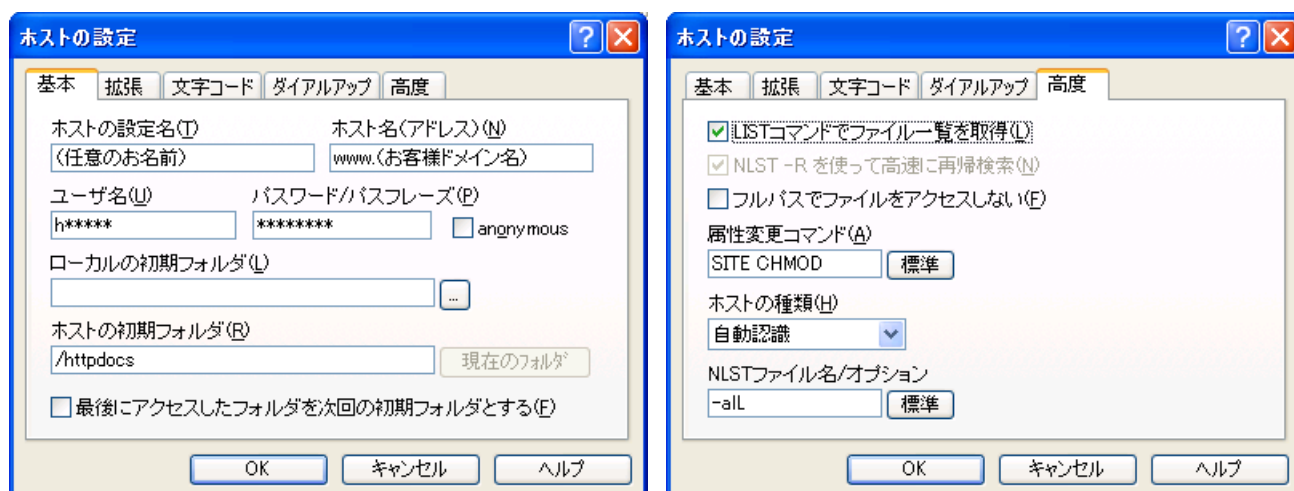 ホストの設定
基本 拡張 文字コード ダイアルアップ 高度
ホストの設定名(T) ホスト名(アドレス)(N)
(任意のお名前) www.(お客様ドメイン名)
ユーザ名(U) パスワード/パスフレーズ(P)
h***** ******** anonymous
ローカルの初期フォルダ(L)
...
ホストの初期フォルダ(R)
/httpdocs 現在のフォルダ
最後にアクセスしたフォルダを次回の初期フォルダとする(F)
OK キャンセル ヘルプ
ホストの設定
基本 拡張 文字コード ダイアルアップ 高度
LISTコマンドでファイル一覧を取得(L)
NLST -R を使って高速に再帰検索(N)
フルパスでファイルをアクセスしない(F)
属性変更コマンド(A)
SITE CHMOD 標準
ホストの種類(H)
自動認識
NLSTファイル名/オプション
-alL 標準
OK キャンセル ヘルプ